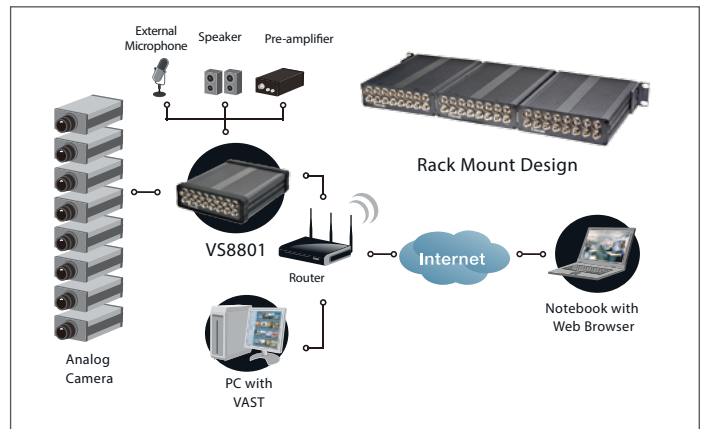 External
Microphone
Speaker
Pre-amplifier
Rack Mount Design
VS8801
Router
Internet
Notebook with
Web Browser
Analog
Camera
PC with
VAST